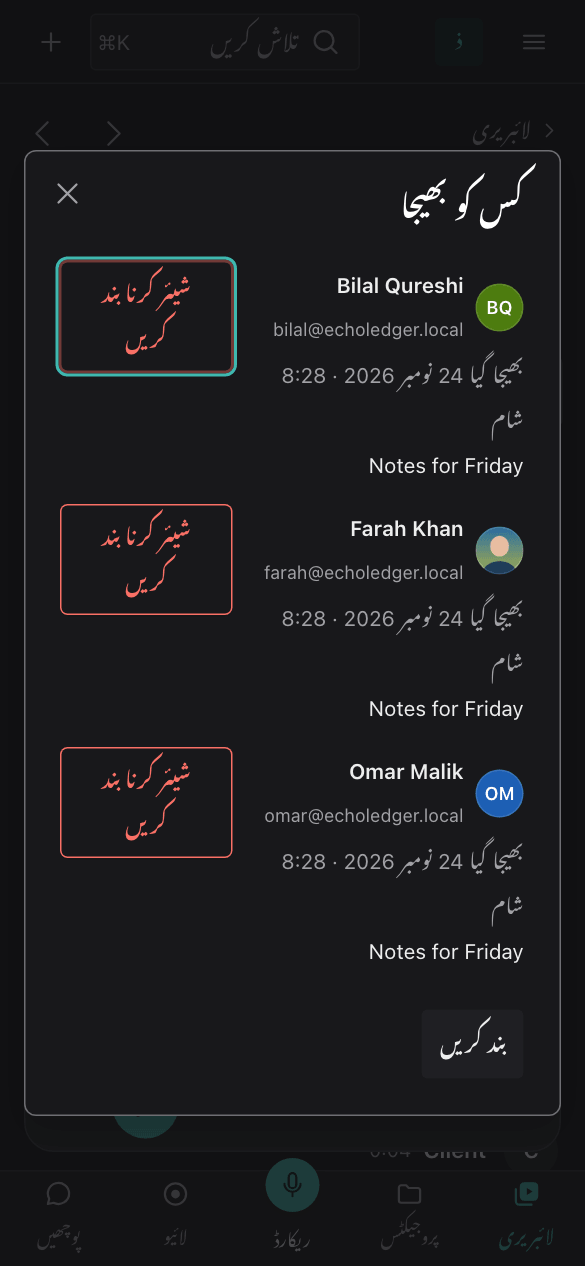 ذ
تلاش کریں
⌘K
لائبریری
کس کو بھیجا
Bilal Qureshi
BQ
bilal@echoledger.local
بھیجا گیا 24 نومبر 2026 · 8:28
شام
Notes for Friday
شیئر کرنا بند
کریں
Farah Khan
farah@echoledger.local
بھیجا گیا 24 نومبر 2026 · 8:28
شام
Notes for Friday
شیئر کرنا بند
کریں
Omar Malik
OM
omar@echoledger.local
بھیجا گیا 24 نومبر 2026 · 8:28
شام
Notes for Friday
شیئر کرنا بند
کریں
بند کریں
Client
0:04
لائبریری
پروجیکٹس
ریکارڈ
لائیو
پوچھیں